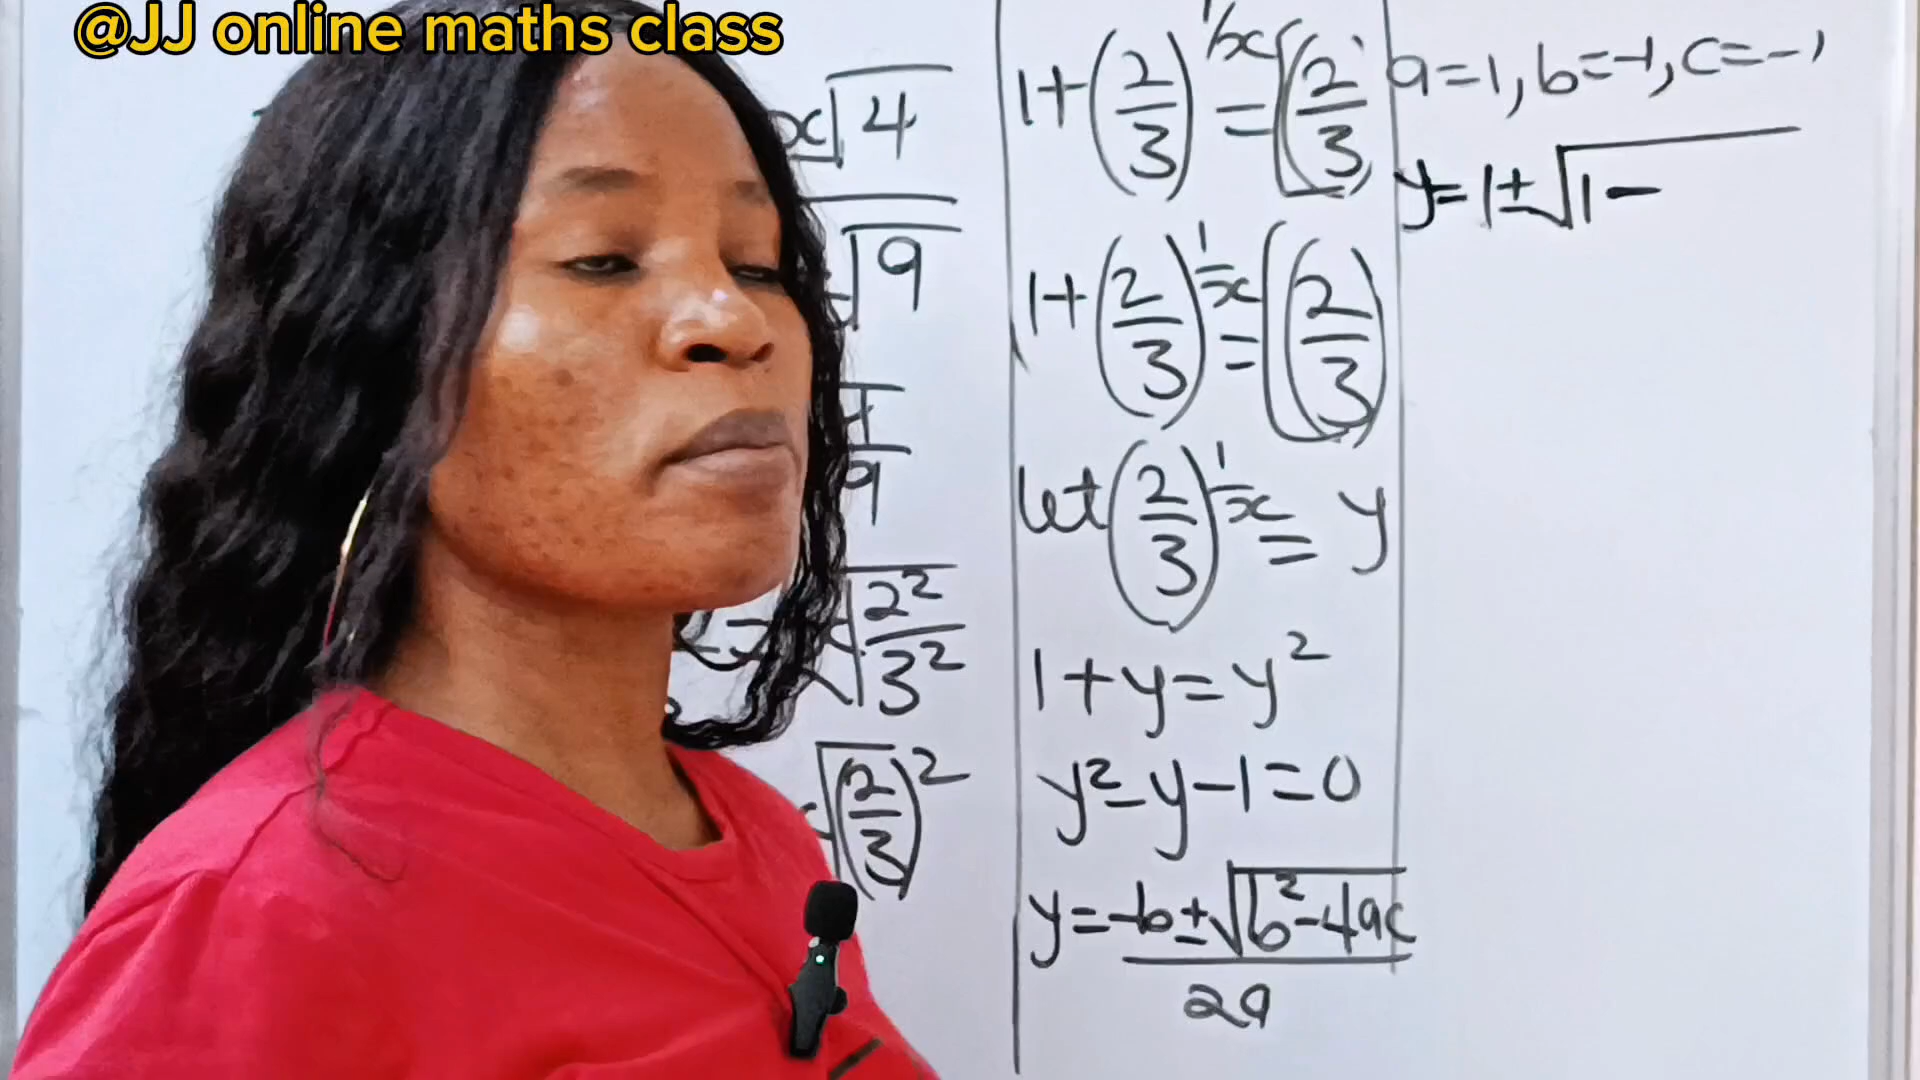 @JJ online maths class
x√4
√9
9
√2²/3²
√(2/3)²
1+(2/3)^1/x = [(2/3)
1+(2/3)^1/x = [(2/3)
let (2/3)^1/x = y
1+y=y²
y²-y-1=0
y=-b±√b²-4ac
2a
a=1, b=-1, c=-1
y=1±√1-